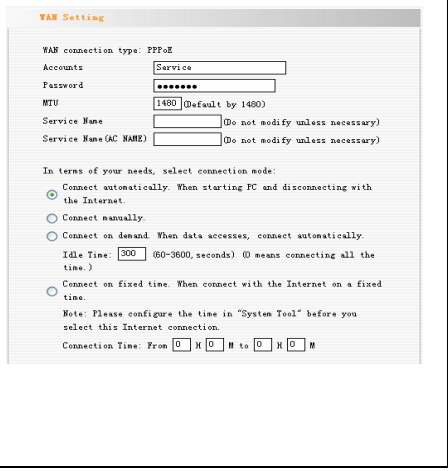 WAN Setting
WAN connection type: PPPoE
Accounts Service
Password ●●●●●●●
MTU 1480 (Default by 1480)
Service Name (Do not modify unless necessary)
Service Name(AC NAME) (Do not modify unless necessary)
In terms of your needs, select connection mode:
Connect automatically. When starting PC and disconnecting with
the Internet.
Connect manually.
Connect on demand. When data accesses, connect automatically.
Idle Time: 300 (60-3600, seconds) (0 means connecting all the
time.)
Connect on fixed time. When connect with the Internet on a fixed
time.
Note: Please configure the time in "System Tool" before you
select this Internet connection.
Connection Time: From 0 H 0 M to 0 H 0 M